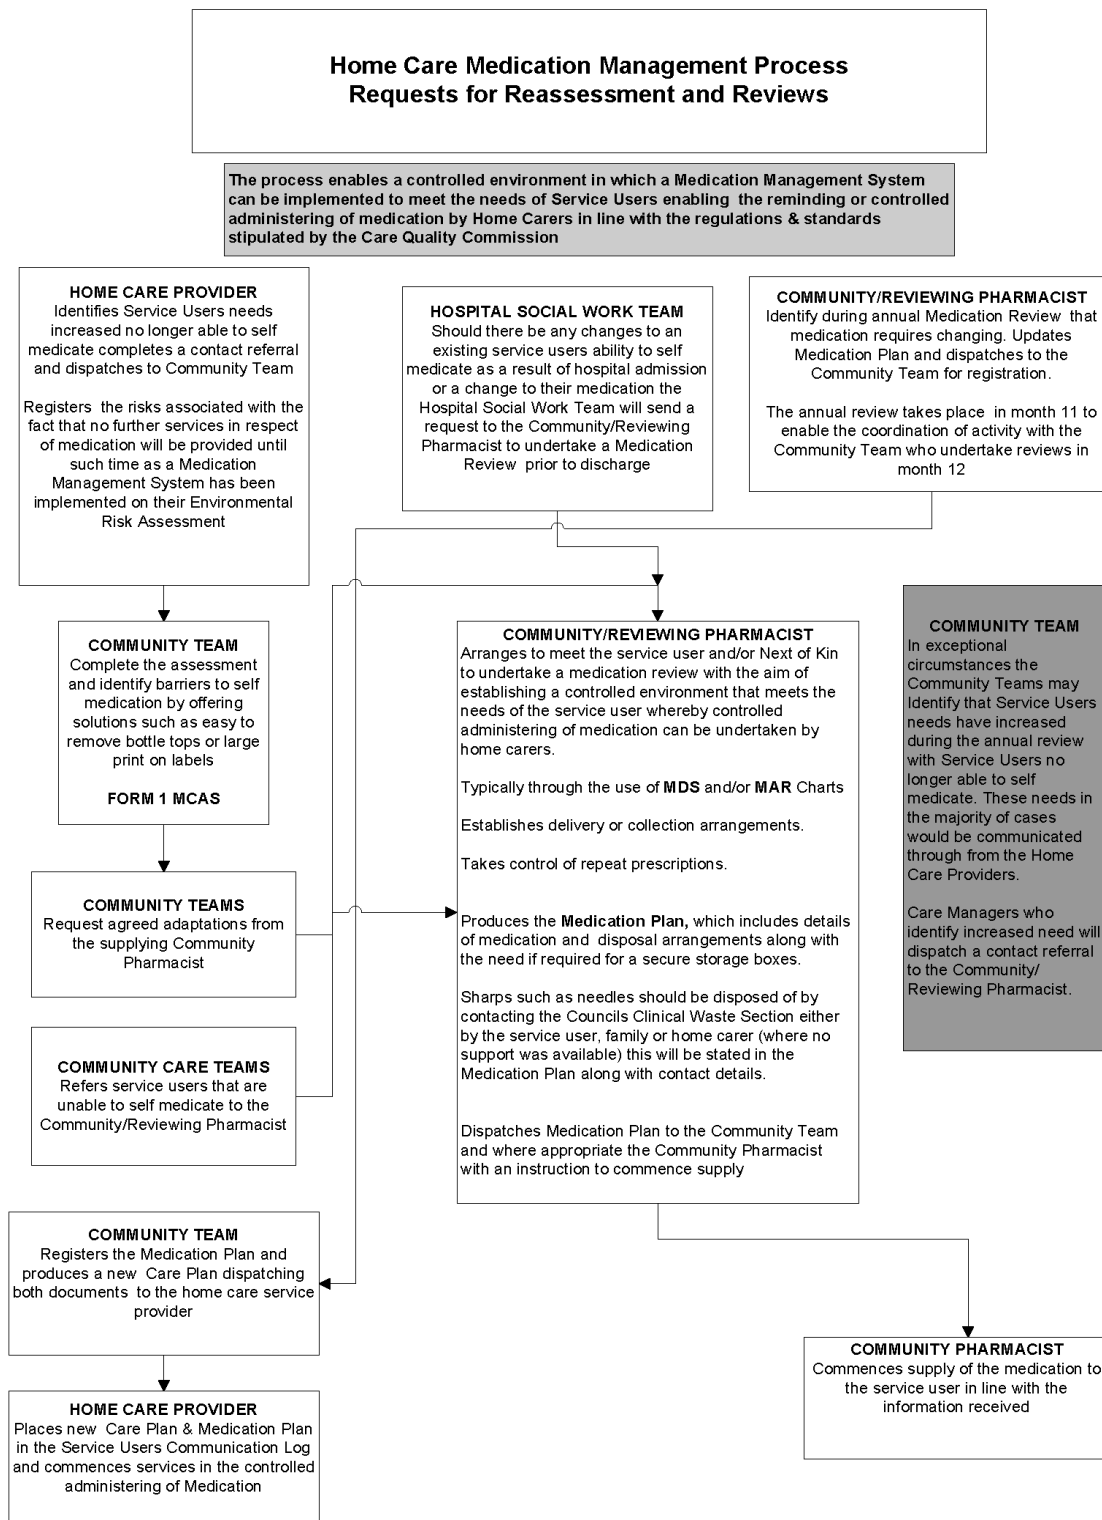 Home Care Medication Management Process
Requests for Reassessment and Reviews
The process enables a controlled environment in which a Medication Management System
can be implemented to meet the needs of Service Users enabling the reminding or controlled
administering of medication by Home Carers in line with the regulations & standards
stipulated by the Care Quality Commission
HOME CARE PROVIDER
Identifies Service Users needs
increased no longer able to self
medicate completes a contact referral
and dispatches to Community Team
Registers the risks associated with the
fact that no further services in respect
of medication will be provided until
such time as a Medication
Management System has been
implemented on their Environmental
Risk Assessment
HOSPITAL SOCIAL WORK TEAM
Should there be any changes to an
existing service users ability to self
medicate as a result of hospital admission
or a change to their medication the
Hospital Social Work Team will send a
request to the Community/Reviewing
Pharmacist to undertake a Medication
Review prior to discharge
COMMUNITY/REVIEWING PHARMACIST
Identify during annual Medication Review that
medication requires changing. Updates
Medication Plan and dispatches to the
Community Team for registration.
The annual review takes place in month 11 to
enable the coordination of activity with the
Community Team who undertake reviews in
month 12
COMMUNITY TEAM
Complete the assessment
and identify barriers to self
medication by offering
solutions such as easy to
remove bottle tops or large
print on labels
FORM 1 MCAS
COMMUNITY TEAMS
Request agreed adaptations from
the supplying Community
Pharmacist
COMMUNITY CARE TEAMS
Refers service users that are
unable to self medicate to the
Community/Reviewing Pharmacist
COMMUNITY/REVIEWING PHARMACIST
Arranges to meet the service user and/or Next of Kin
to undertake a medication review with the aim of
establishing a controlled environment that meets the
needs of the service user whereby controlled
administering of medication can be undertaken by
home carers.
Typically through the use of MDS and/or MAR Charts
Establishes delivery or collection arrangements.
Takes control of repeat prescriptions.
Produces the Medication Plan, which includes details
of medication and disposal arrangements along with
the need if required for a secure storage boxes.
Sharps such as needles should be disposed of by
contacting the Councils Clinical Waste Section either
by the service user, family or home carer (where no
support was available) this will be stated in the
Medication Plan along with contact details.
Dispatches Medication Plan to the Community Team
and where appropriate the Community Pharmacist
with an instruction to commence supply
COMMUNITY TEAM
In exceptional
circumstances the
Community Teams may
Identify that Service Users
needs have increased
during the annual review
with Service Users no
longer able to self
medicate. These needs in
the majority of cases
would be communicated
through from the Home
Care Providers.
Care Managers who
identify increased need will
dispatch a contact referral
to the Community/
Reviewing Pharmacist.
COMMUNITY TEAM
Registers the Medication Plan and
produces a new Care Plan dispatching
both documents to the home care service
provider
HOME CARE PROVIDER
Places new Care Plan & Medication Plan
in the Service Users Communication Log
and commences services in the controlled
administering of Medication
COMMUNITY PHARMACIST
Commences supply of the medication to
the service user in line with the
information received